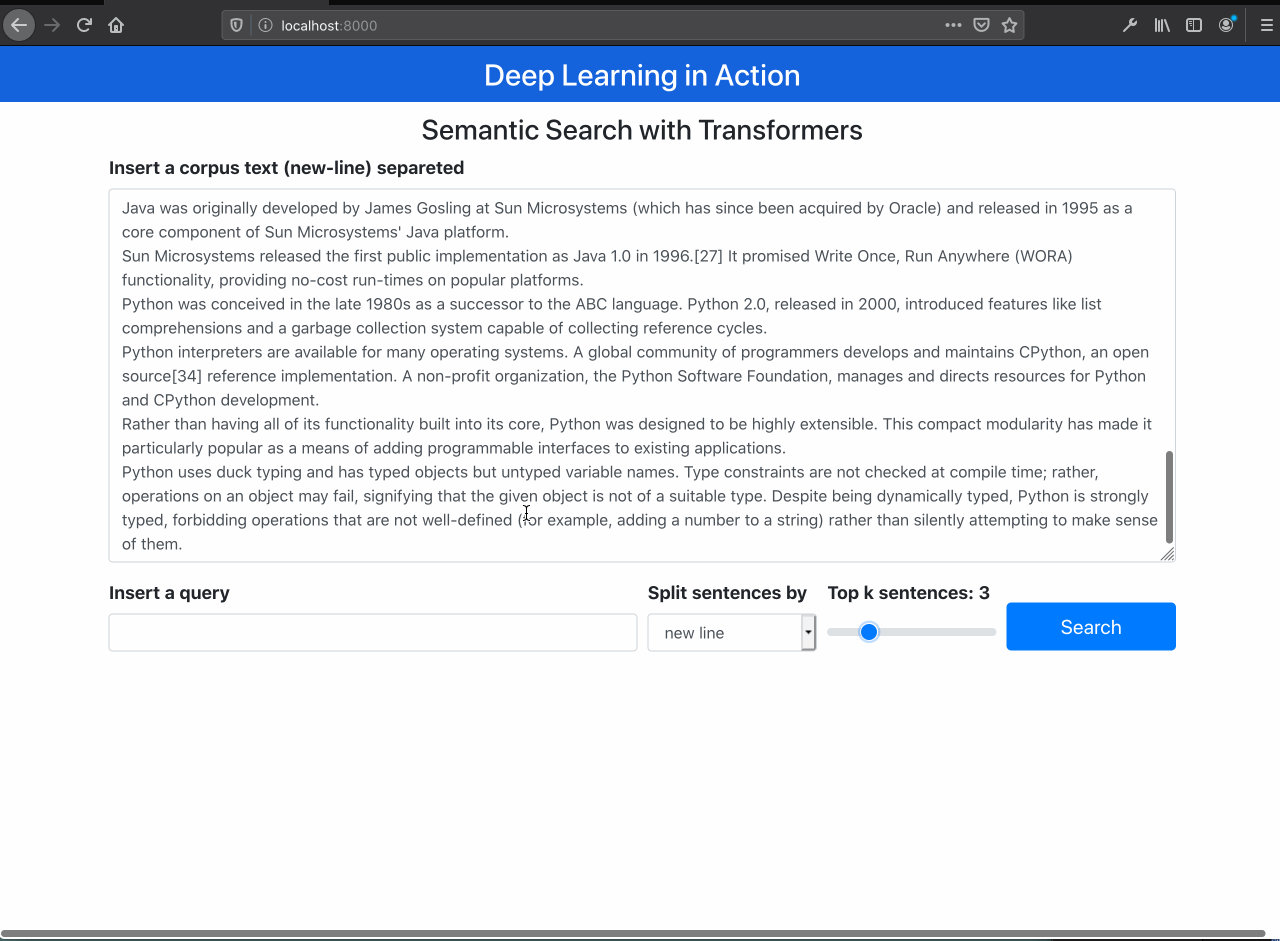 localhost:8000
Deep Learning in Action
Semantic Search with Transformers
Insert a corpus text (new-line) separeted
Java was originally developed by James Gosling at Sun Microsystems (which has since been acquired by Oracle) and released in 1995 as a
core component of Sun Microsystems' Java platform.
Sun Microsystems released the first public implementation as Java 1.0 in 1996.[27] It promised Write Once, Run Anywhere (WORA)
functionality, providing no-cost run-times on popular platforms.
Python was conceived in the late 1980s as a successor to the ABC language. Python 2.0, released in 2000, introduced features like list
comprehensions and a garbage collection system capable of collecting reference cycles.
Python interpreters are available for many operating systems. A global community of programmers develops and maintains CPython, an open
source[34] reference implementation. A non-profit organization, the Python Software Foundation, manages and directs resources for Python
and CPython development.
Rather than having all of its functionality built into its core, Python was designed to be highly extensible. This compact modularity has made it
particularly popular as a means of adding programmable interfaces to existing applications.
Python uses duck typing and has typed objects but untyped variable names. Type constraints are not checked at compile time; rather,
operations on an object may fail, signifying that the given object is not of a suitable type. Despite being dynamically typed, Python is strongly
typed, forbidding operations that are not well-defined (for example, adding a number to a string) rather than silently attempting to make sense
of them.
Insert a query
Split sentences by
Top k sentences: 3
new line
Search